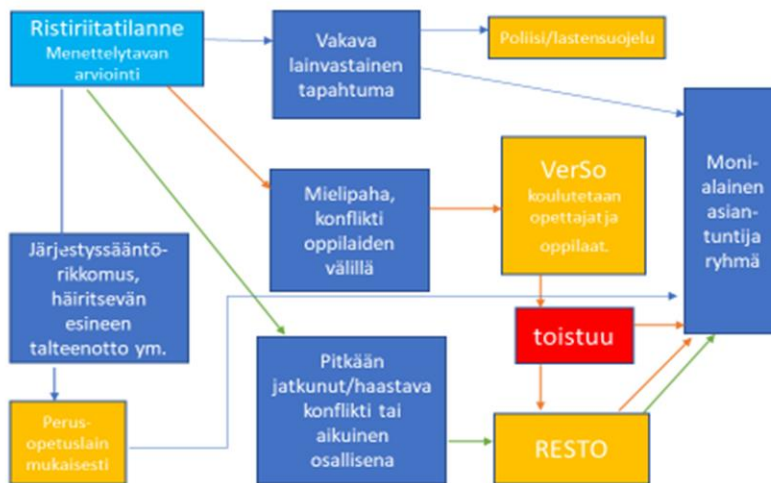 Ristiriitatilanne
Menettelytavan
arviointi
Vakava
lainvastainen
tapahtuma
Poliisi/lastensuojelu
Mielipaha,
konflikti
oppilaiden
välillä
VerSo
koulutetaan
opettajat ja
oppilaat.
Moni-
alainen
asian-
tuntija
ryhmä
Järjestyssääntö-
rikkomus,
häiritsevän
esineen
talteenotto ym.
toistuu
Pitkään
jatkunut/haastava
konflikti tai
aikuinen
osallisena
Perus-
opetuslain
mukaisesti
RESTO